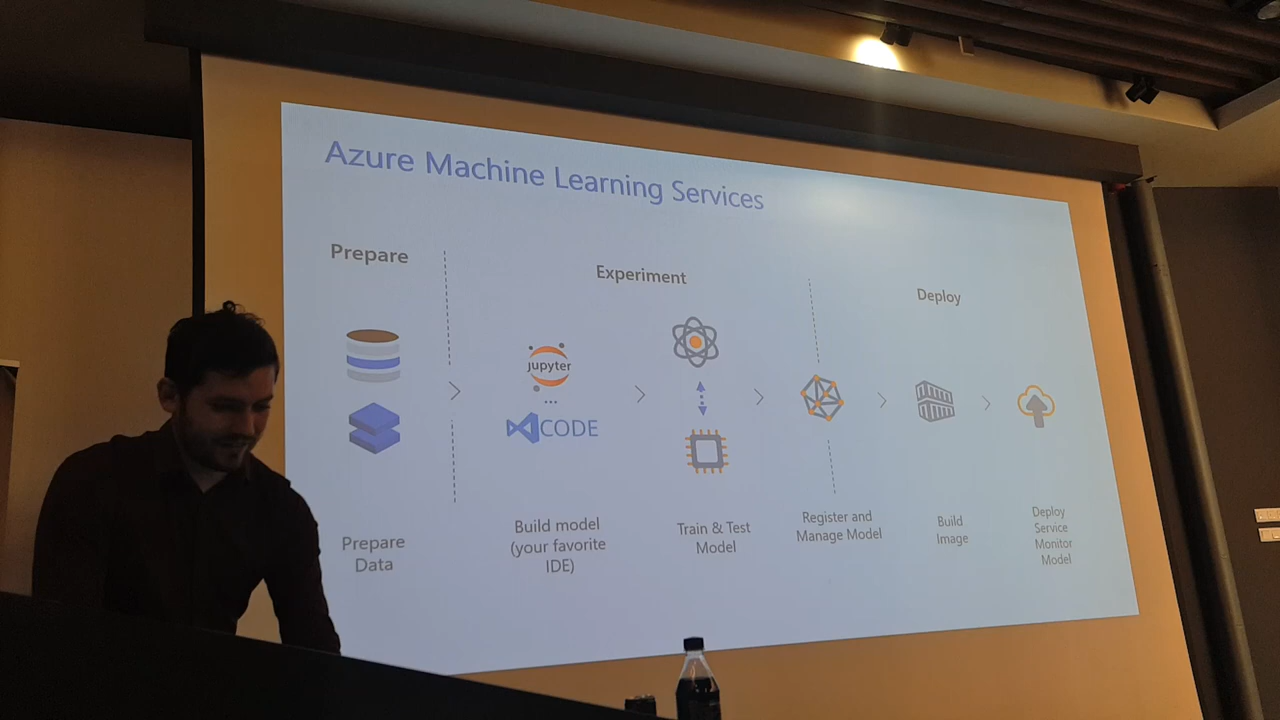 Azure Machine Learning Services
Prepare
Experiment
Deploy
jupyter
...
CODE
Prepare
Data
Build model
(your favorite
IDE)
Train & Test
Model
Register and
Manage Model
Build
Image
Deploy
Service
Monitor
Model